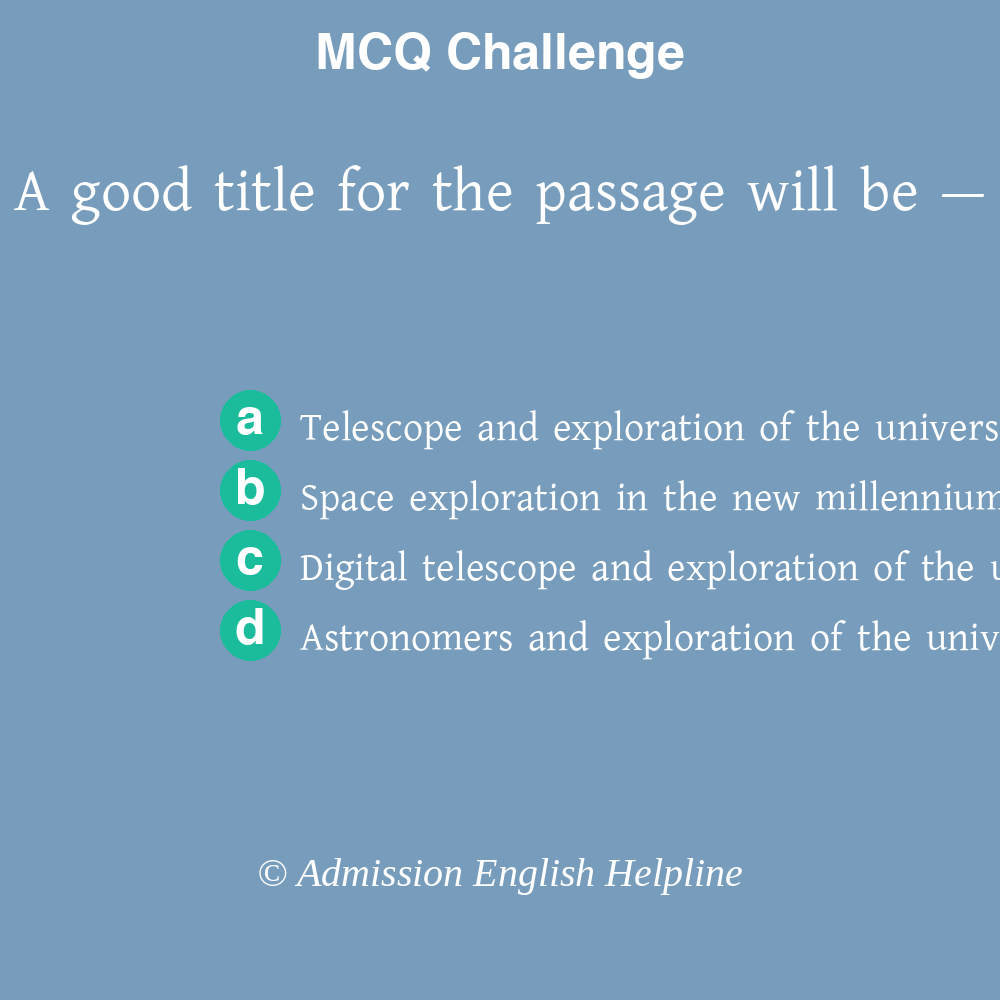 MCQ Challenge
A good title for the passage will be —
a Telescope and exploration of the univers
b Space exploration in the new millennium
c Digital telescope and exploration of the
d Astronomers and exploration of the univ
© Admission English Helpline